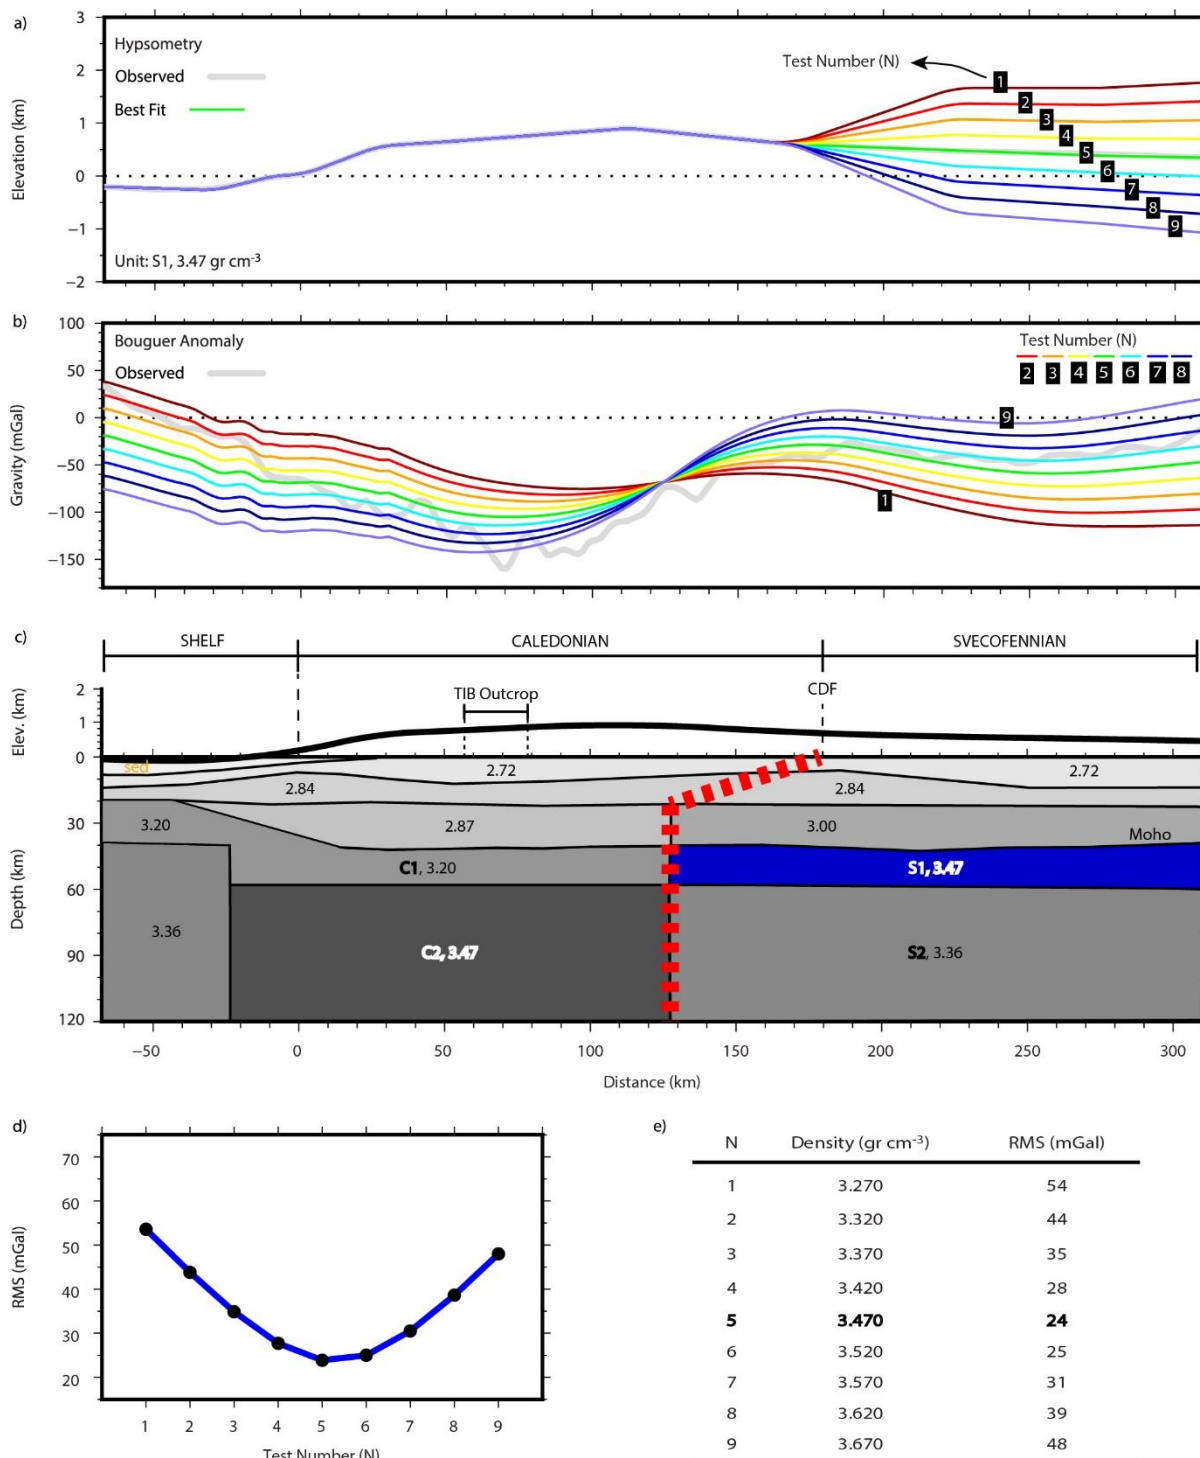 a)
3
2
1
0
−1
−2
Elevation (km)
Hypsometry
Observed
Best Fit
Unit: S1, 3.47 gr cm-3
Test Number (N)
1
2
3
4
5
6
7
8
9
b)
100
50
0
−50
−100
−150
Gravity (mGal)
Bouguer Anomaly
Observed
Test Number (N)
2 3 4 5 6 7 8
9
1
c)
SHELF CALEDONIAN SVECOFENNIAN
TIB Outcrop
CDF
2
1
0
30
60
90
120
Elev. (km)
Depth (km)
sed
2.72
2.72
2.84
2.84
3.20
2.87
3.00
Moho
C1, 3.20
S1, 3.47
3.36
C2, 3.47
S2, 3.36
−50 0 50 100 150 200 250 300
Distance (km)
d)
70
60
50
40
30
20
RMS (mGal)
1 2 3 4 5 6 7 8 9
Test Number (N)
e)
N Density (gr cm-3) RMS (mGal)
1 3.270 54
2 3.320 44
3 3.370 35
4 3.420 28
5 3.470 24
6 3.520 25
7 3.570 31
8 3.620 39
9 3.670 48